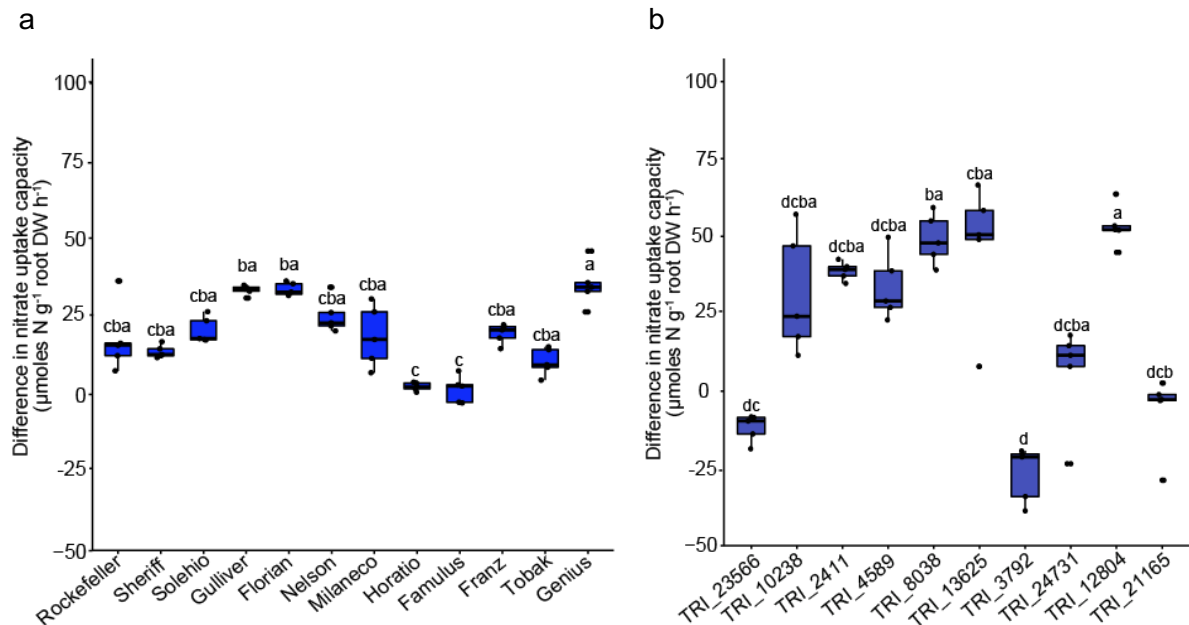 a
Difference in nitrate uptake capacity
(µmoles N g⁻¹ root DW h⁻¹)
100
75
50
25
0
-25
−50
cba
cba
cba
ba
ba
cba
cba
c
c
cba
cba
a
Rockefeller
Sheriff
Solehio
Gulliver
Florian
Nelson
Milaneco
Horatio
Famulus
Franz
Tobak
Genius
b
Difference in nitrate uptake capacity
(µmoles N g⁻¹ root DW h⁻¹)
100
75
50
25
0
-25
−50
dc
dcba
dcba
dcba
ba
cba
d
dcba
a
dcb
TRI_23566
TRI_10238
TRI_2411
TRI_4589
TRI_8038
TRI_13625
TRI_3792
TRI_24731
TRI_12804
TRI_21165